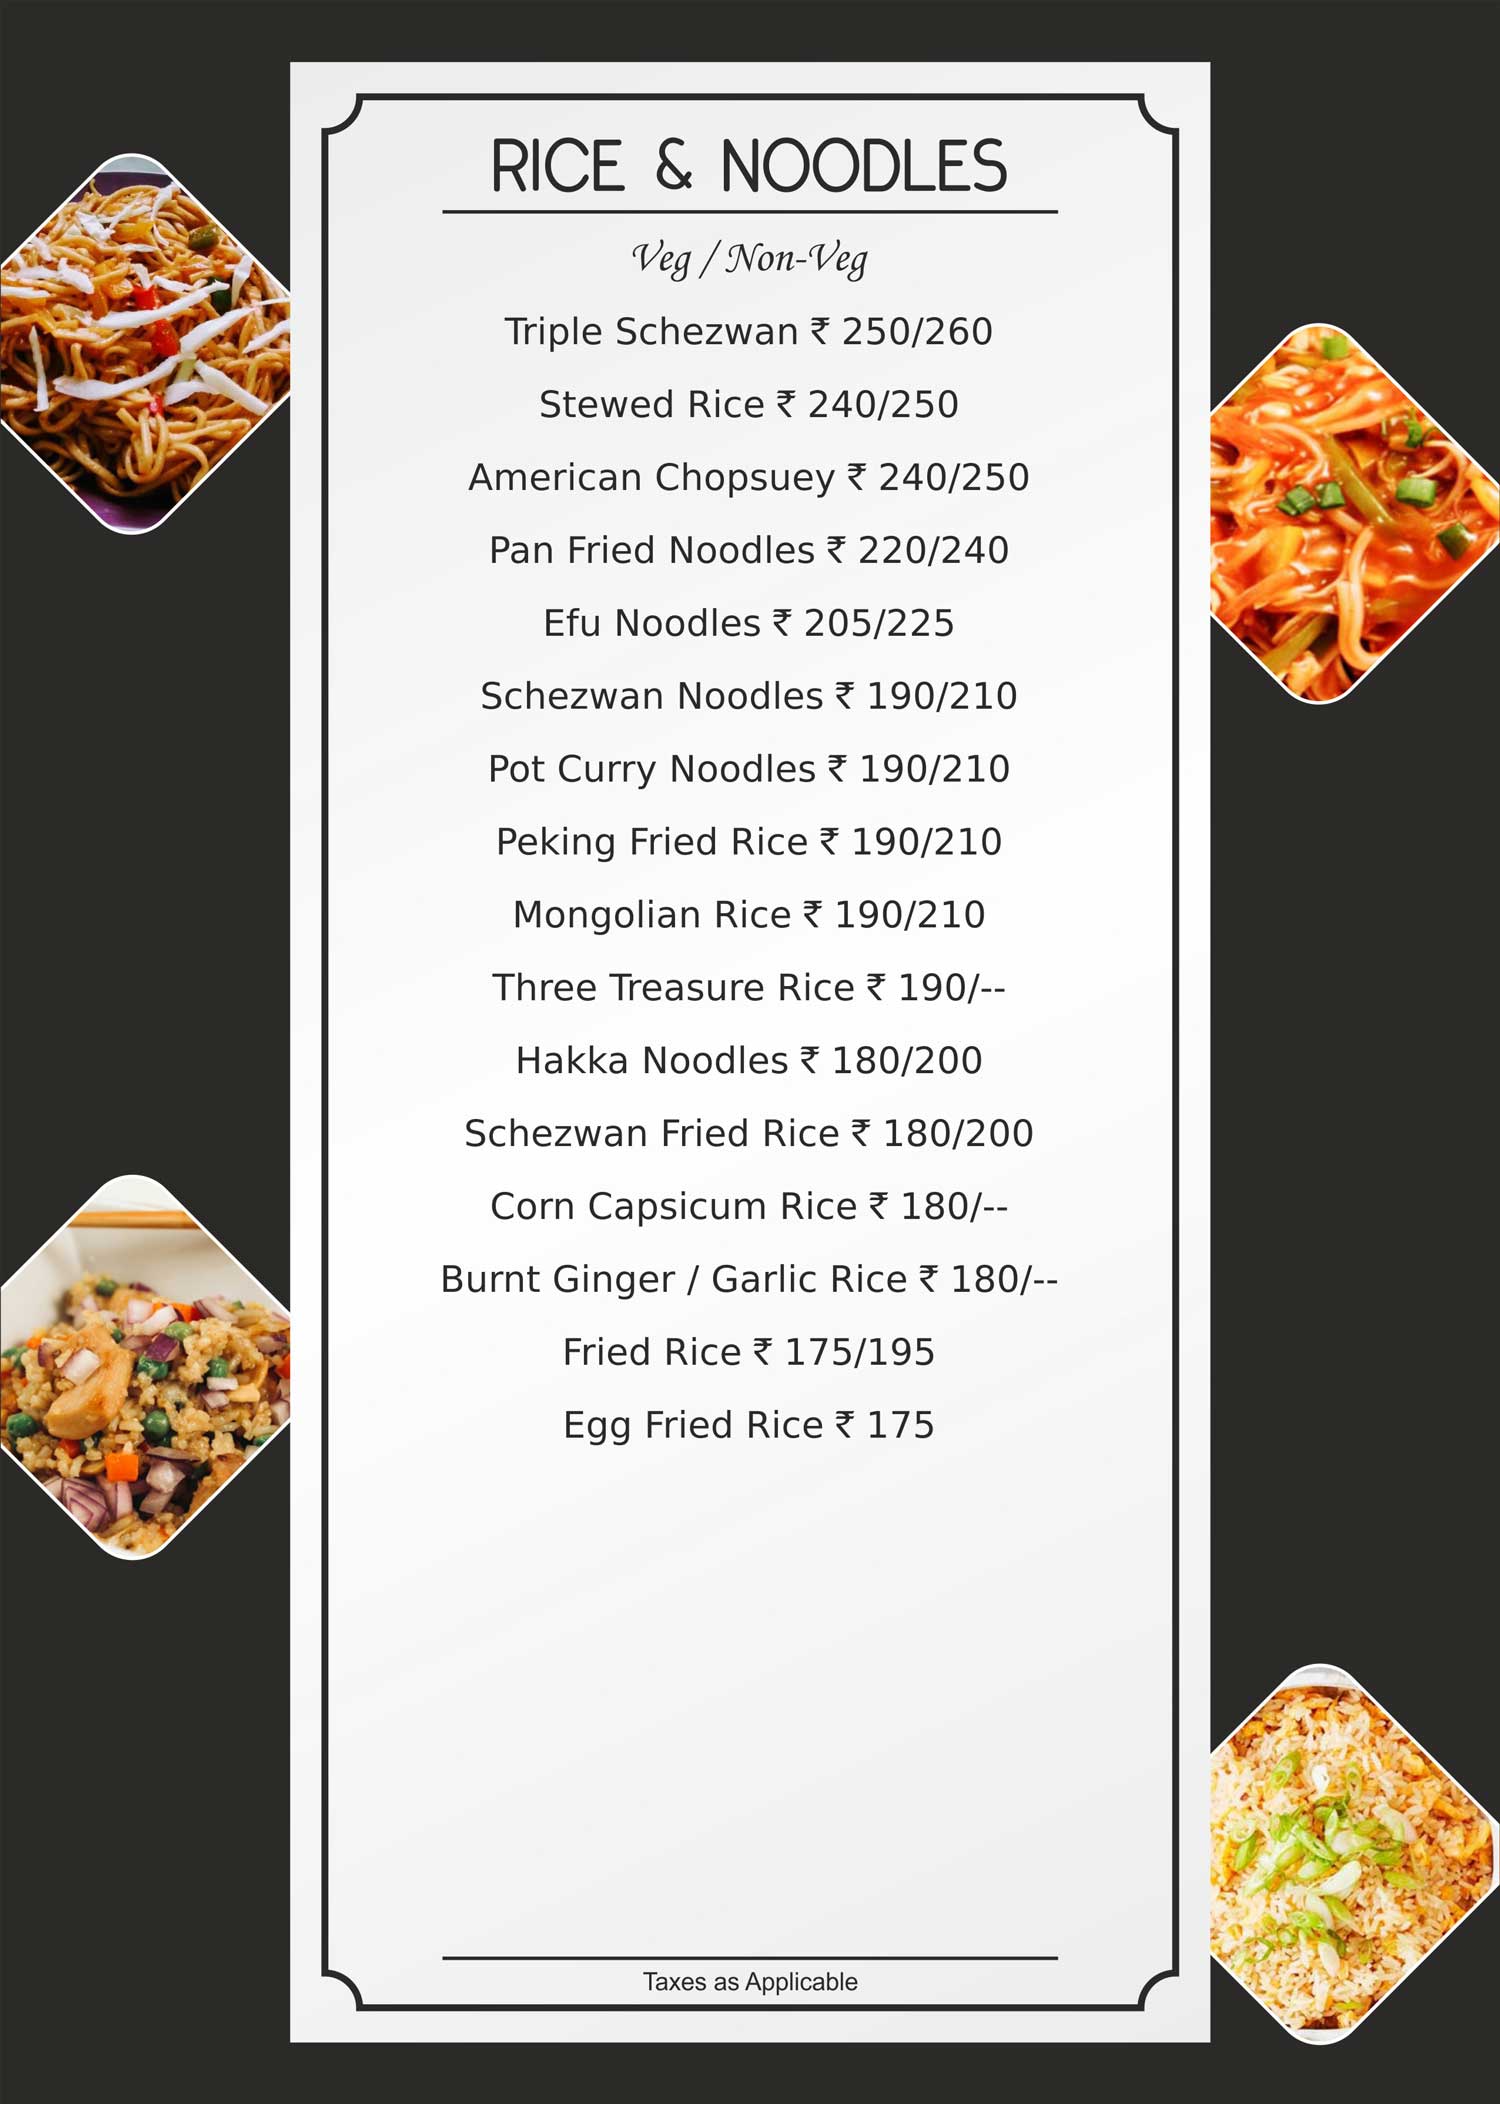 RICE & NOODLES
Veg / Non-Veg
Triple Schezwan ₹ 250/260
Stewed Rice ₹ 240/250
American Chopsuey ₹ 240/250
Pan Fried Noodles ₹ 220/240
Efu Noodles ₹ 205/225
Schezwan Noodles ₹ 190/210
Pot Curry Noodles ₹ 190/210
Peking Fried Rice ₹ 190/210
Mongolian Rice ₹ 190/210
Three Treasure Rice ₹ 190/--
Hakka Noodles ₹ 180/200
Schezwan Fried Rice ₹ 180/200
Corn Capsicum Rice ₹ 180/--
Burnt Ginger / Garlic Rice ₹ 180/--
Fried Rice ₹ 175/195
Egg Fried Rice ₹ 175
Taxes as Applicable